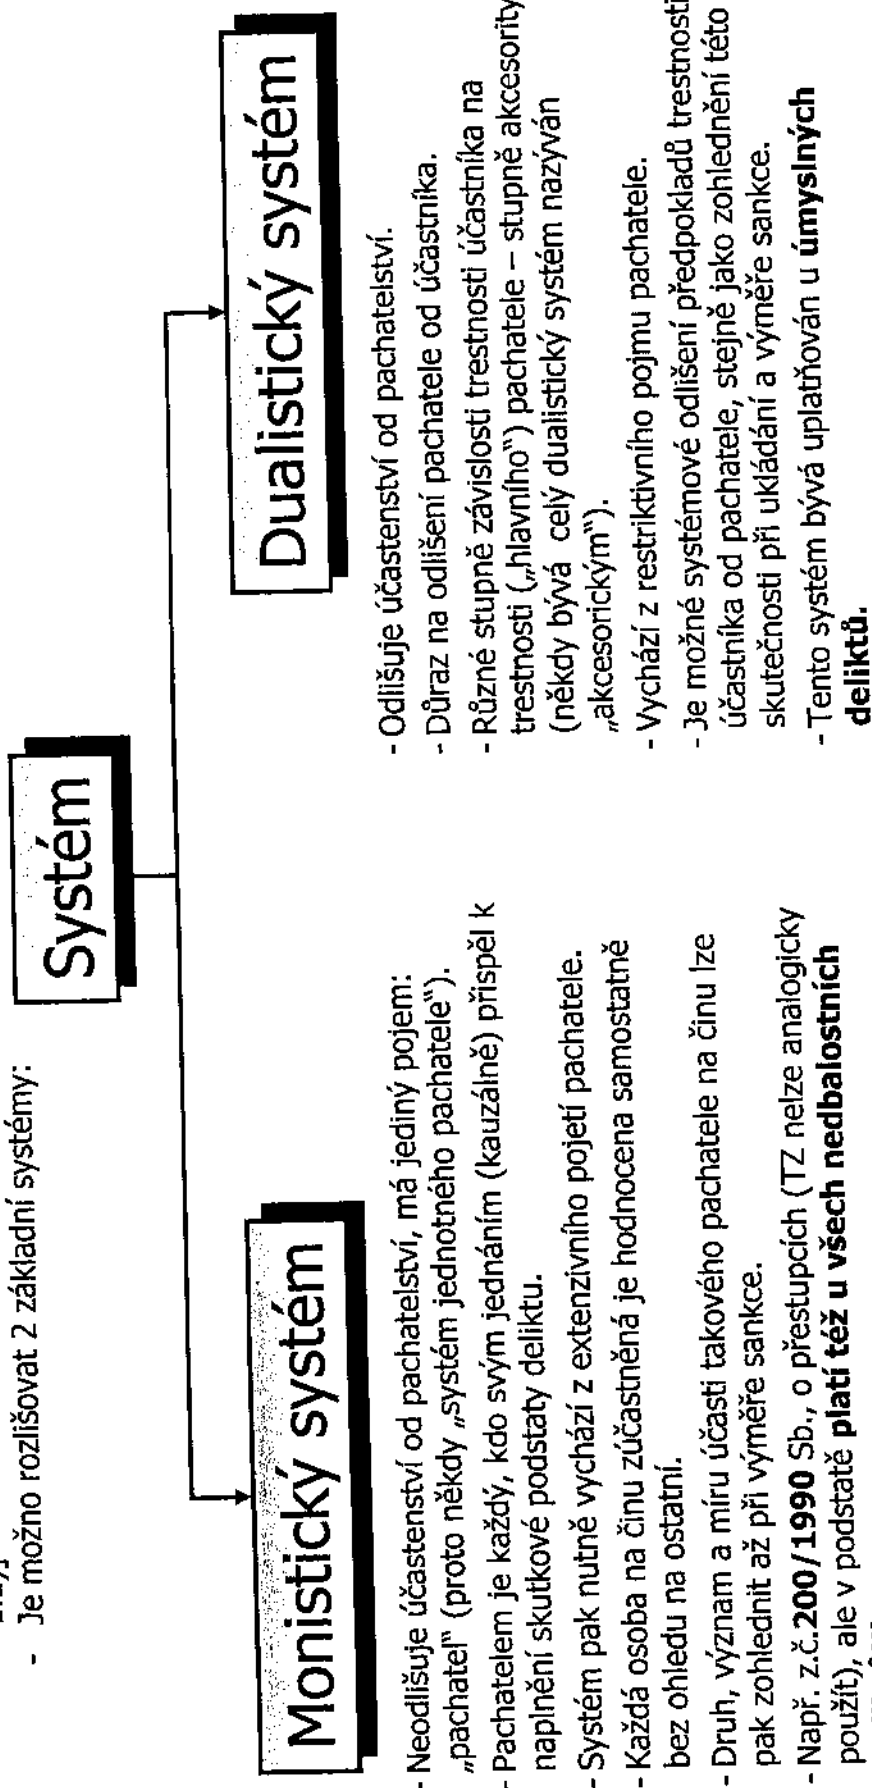 - Je možno rozlišovat 2 základní systémy:
Systém
Monistický systém
- Neodlišuje účastenství od pachatelství, má jediný pojem:
„pachatel“ (proto někdy „systém jednotného pachatele“).
- Pachatelem je každý, kdo svým jednáním (kauzálně) přispěl k
naplnění skutkové podstaty deliktu.
- Systém pak nutně vychází z extenzivního pojetí pachatele.
- Každá osoba na činu zúčastněná je hodnocena samostatně
bez ohledu na ostatní.
- Druh, význam a míru účasti takového pachatele na činu lze
pak zohlednit až při výměře sankce.
- Např. z.č.200/1990 Sb., o přestupcích (TZ nelze analogicky
použít), ale v podstatě platí též u všech nedbalostních
Dualistický systém
- Odlišuje účastenství od pachatelství.
- Důraz na odlišení pachatele od účastníka.
- Různé stupně závislosti trestnosti účastníka na
trestnosti („hlavního“) pachatele – stupně akcesority
(někdy bývá celý dualistický systém nazýván
„akcesorickým“).
- Vychází z restriktivního pojmu pachatele.
- Je možné systémové odlišení předpokladů trestnosti
účastníka od pachatele, stejně jako zohlednění této
skutečnosti při ukládání a výměře sankce.
- Tento systém bývá uplatňován u úmyslných
deliktů.